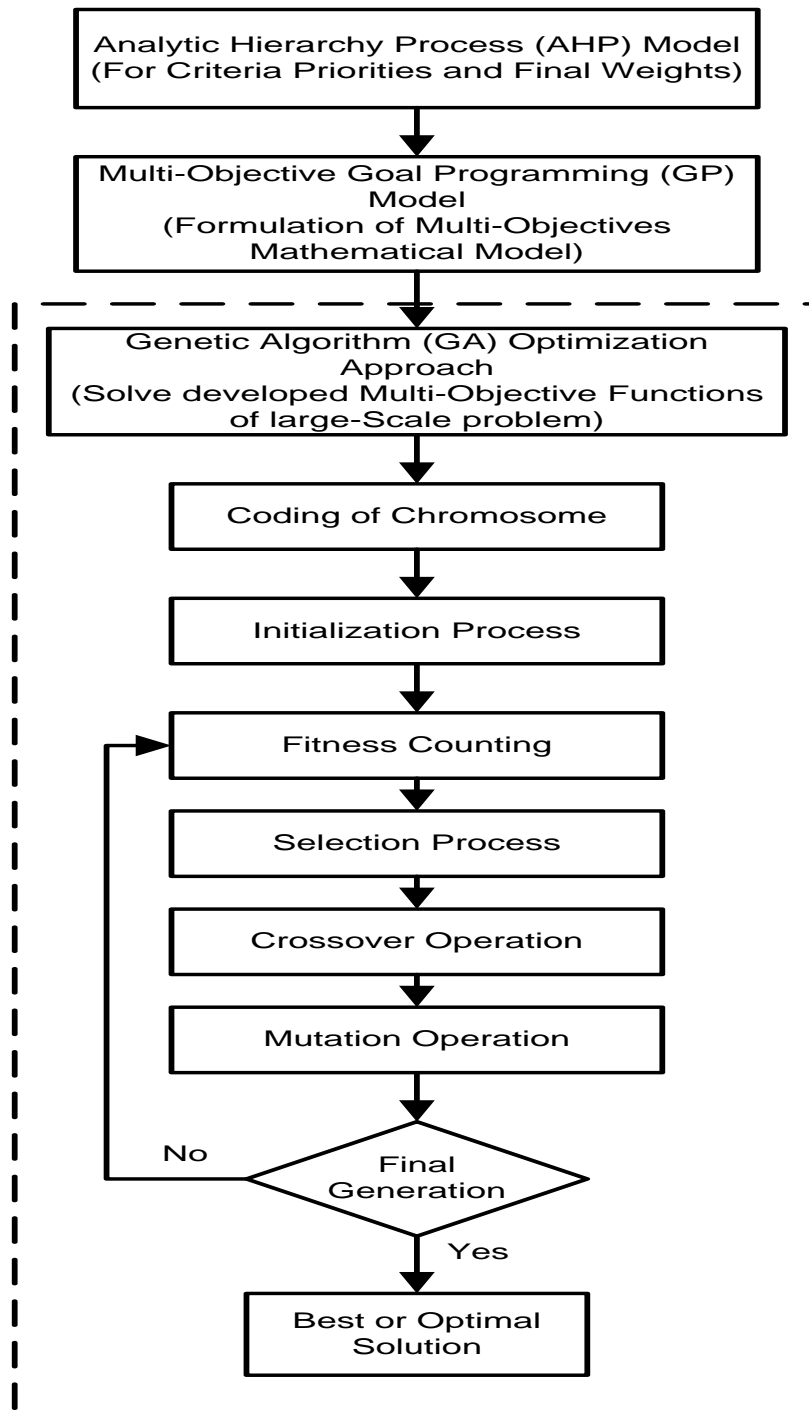 Analytic Hierarchy Process (AHP) Model
(For Criteria Priorities and Final Weights)
Multi-Objective Goal Programming (GP)
Model
(Formulation of Multi-Objectives
Mathematical Model)
Genetic Algorithm (GA) Optimization
Approach
(Solve developed Multi-Objective Functions
of large-Scale problem)
Coding of Chromosome
Initialization Process
Fitness Counting
Selection Process
Crossover Operation
Mutation Operation
No
Final
Generation
Yes
Best or Optimal
Solution